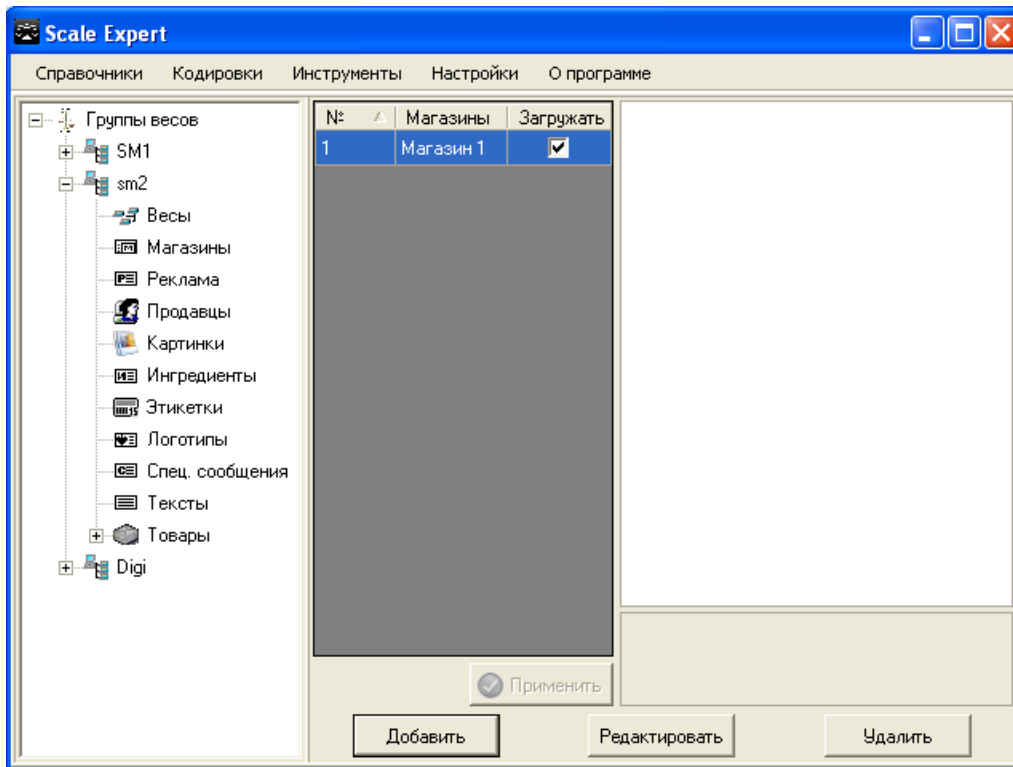 Scale Expert
Справочники Кодировки Инструменты Настройки О программе
Группы весов
SM1
sm2
Весы
Магазины
Реклама
Продавцы
Картинки
Ингредиенты
Этикетки
Логотипы
Спец. сообщения
Тексты
Товары
Digi
№ Магазины Загружать
1 Магазин 1
Применить
Добавить Редактировать Удалить